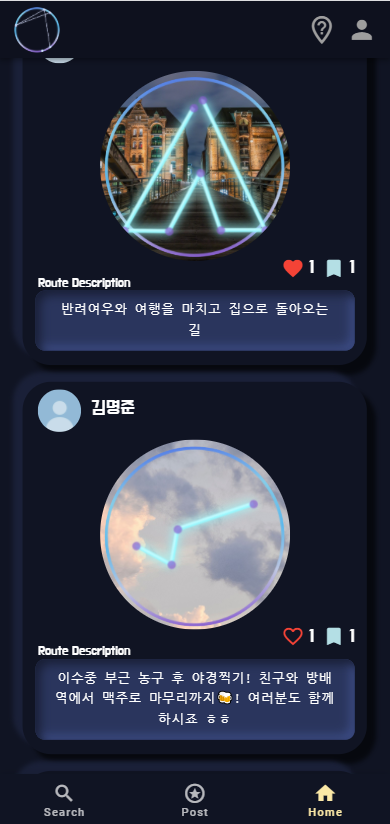 1 1
Route Description
반려여우와 여행을 마치고 집으로 돌아오는
길
김명준
1 1
Route Description
이수중 부근 농구 후 야경찍기! 친구와 방배
역에서 맥주로 마무리까지🍻! 여러분도 함께
하시죠 ㅎㅎ
Search Post Home